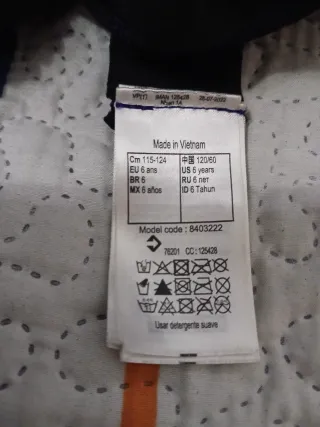 Made in Vietnam
Cm 115-124 中国 120/60
EU 6 ans US 6 years
BR 6 RU 6 лет
MX 6 años ID 6 Tahun
Model code : 8403222
76201 CC : 125428
Usar detergente suave